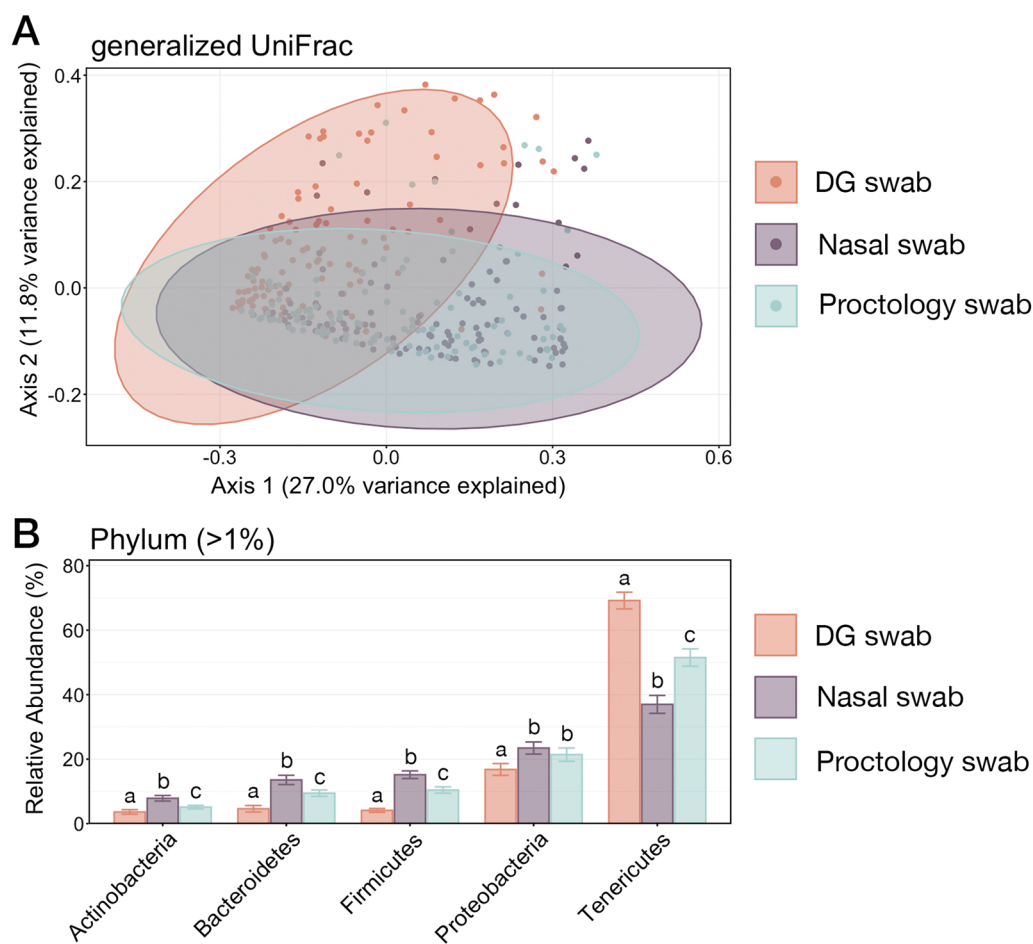 A
generalized UniFrac
Axis 2 (11.8% variance explained)
0.4
0.2
0.0
-0.2
-0.3
0.0
0.3
0.6
Axis 1 (27.0% variance explained)
DG swab
Nasal swab
Proctology swab
B
Phylum (>1%)
Relative Abundance (%)
80
60
40
20
0
a
b
c
a
b
c
a
b
c
a
b
b
a
b
c
Actinobacteria
Bacteroidetes
Firmicutes
Proteobacteria
Tenericutes
DG swab
Nasal swab
Proctology swab